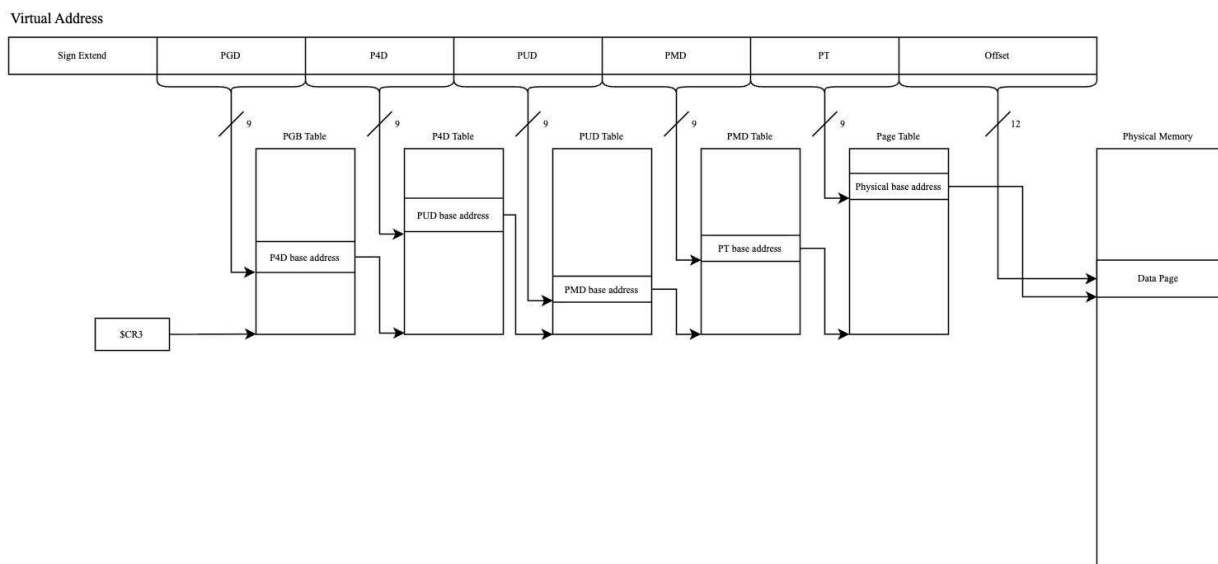 Virtual Address
Sign Extend PGD P4D PUD PMD PT Offset
9 9 9 9 9 12
PGB Table P4D Table PUD Table PMD Table Page Table Physical Memory
Physical base address
PUD base address
P4D base address PT base address
PMD base address Data Page
$CR3